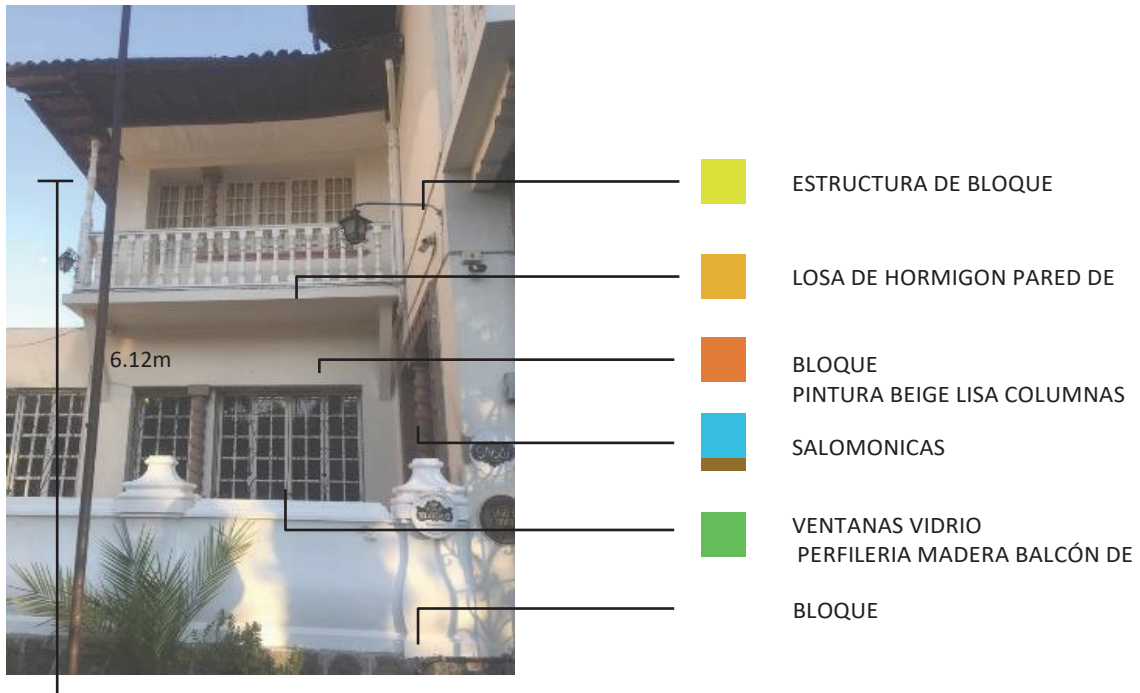 ESTRUCTURA DE BLOQUE
LOSA DE HORMIGON PARED DE
6.12m
BLOQUE
PINTURA BEIGE LISA COLUMNAS
SALOMONICAS
VENTANAS VIDRIO
PERFILERIA MADERA BALCÓN DE
BLOQUE